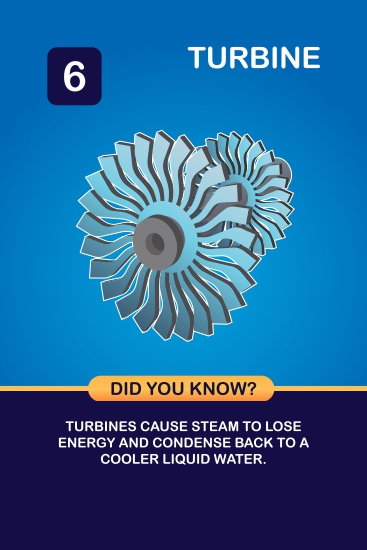 TURBINE
6
DID YOU KNOW?
TURBINES CAUSE STEAM TO LOSE
ENERGY AND CONDENSE BACK TO A
COOLER LIQUID WATER.